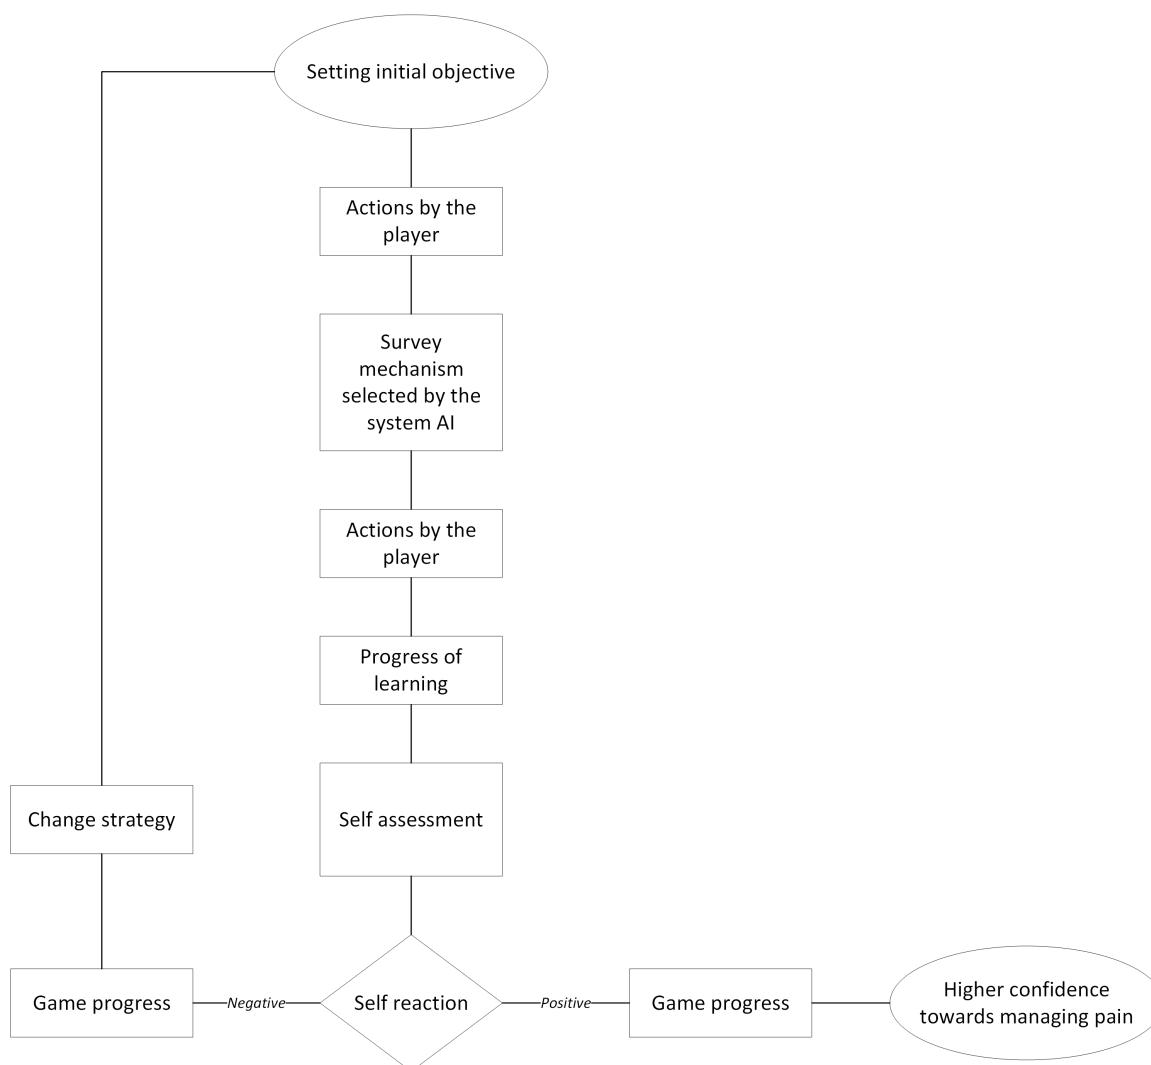 Setting initial objective
Actions by the
player
Survey
mechanism
selected by the
system AI
Actions by the
player
Progress of
learning
Change strategy
Self assessment
Game progress
Negative
Self reaction
Positive
Game progress
Higher confidence
towards managing pain